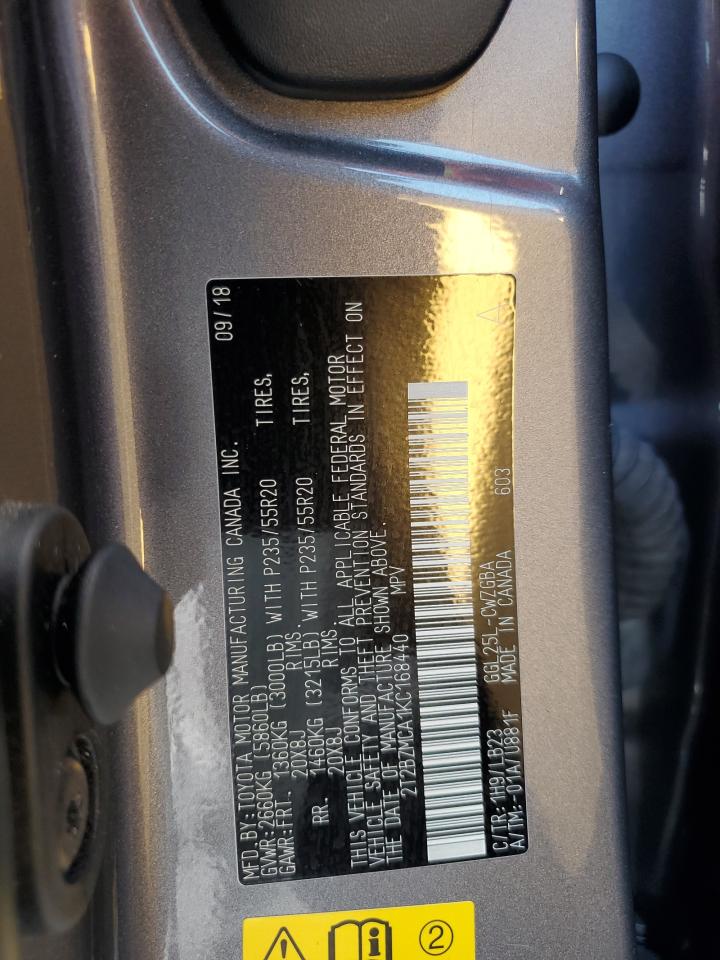 MFD.BY:TOYOTA MOTOR MANUFACTURING CANADA INC. 09/18
GVWR:2660KG (5860LB)
GAWR:FRT. 1360KG (3000LB) WITH P235/55R20 TIRES,
20X8J RIMS,
RR. 1460KG (3215LB) WITH P235/55R20 TIRES,
20X8J RIMS
THIS VEHICLE CONFORMS TO ALL APPLICABLE FEDERAL MOTOR
VEHICLE SAFETY AND THEFT PREVENTION STANDARDS IN EFFECT ON
THE DATE OF MANUFACTURE SHOWN ABOVE.
2T2BZMCA1KC168440 MPV
C/TR:1H9/LB23 GGL25L-CWZGBA 603
A/TM:-01A/U881F MADE IN CANADA
2